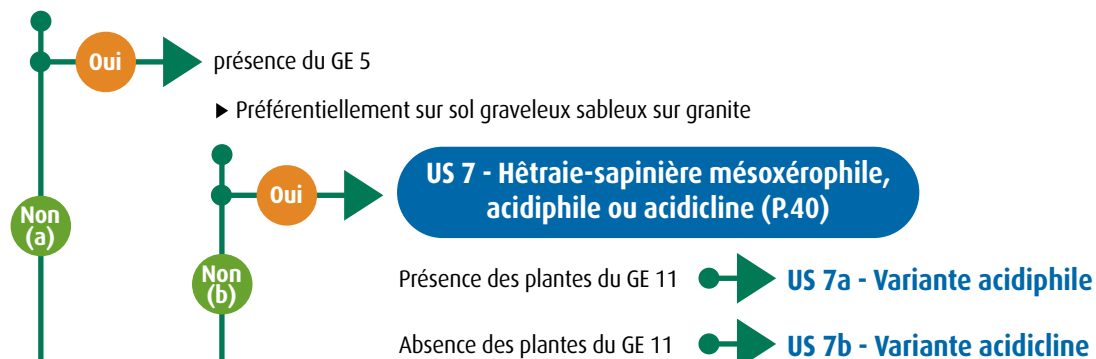 Oui
présence du GE 5
▶ Préférentiellement sur sol graveleux sableux sur granite
Oui
US 7 - Hêtraie-sapinière mésoxérophile,
acidiphile ou acidicline (P.40)
Non
(a)
Non
(b)
Présence des plantes du GE 11
US 7a - Variante acidiphile
Absence des plantes du GE 11
US 7b - Variante acidicline